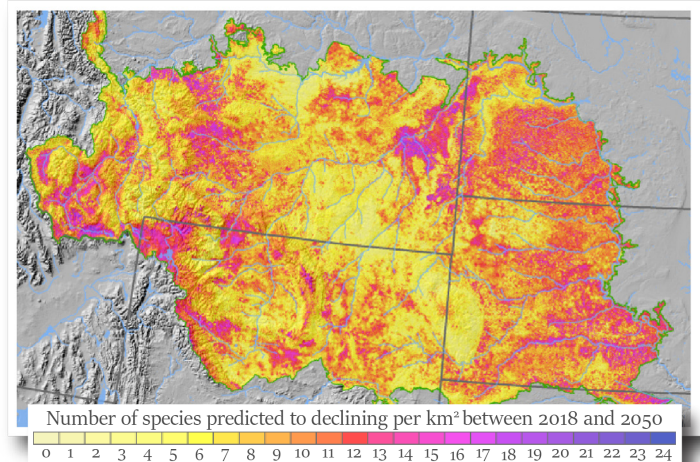 Number of species predicted to declining per km² between 2018 and 2050
0 1 2 3 4 5 6 7 8 9 10 11 12 13 14 15 16 17 18 19 20 21 22 23 24